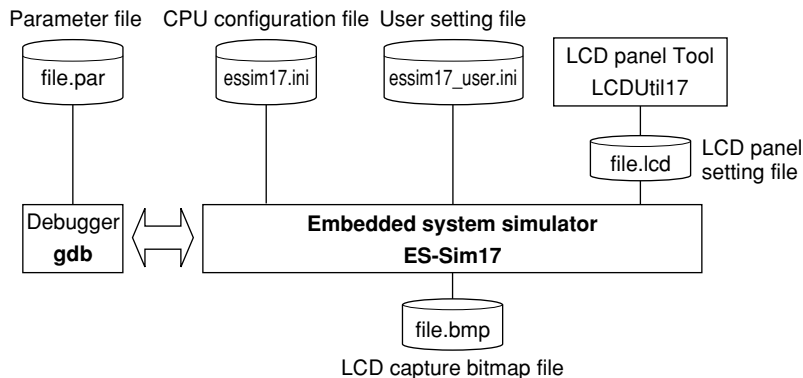 Parameter file
CPU configuration file
User setting file
file.par
essim17.ini
essim17_user.ini
LCD panel Tool
LCDUtil17
file.lcd
LCD panel
setting file
Debugger
gdb
Embedded system simulator
ES-Sim17
file.bmp
LCD capture bitmap file